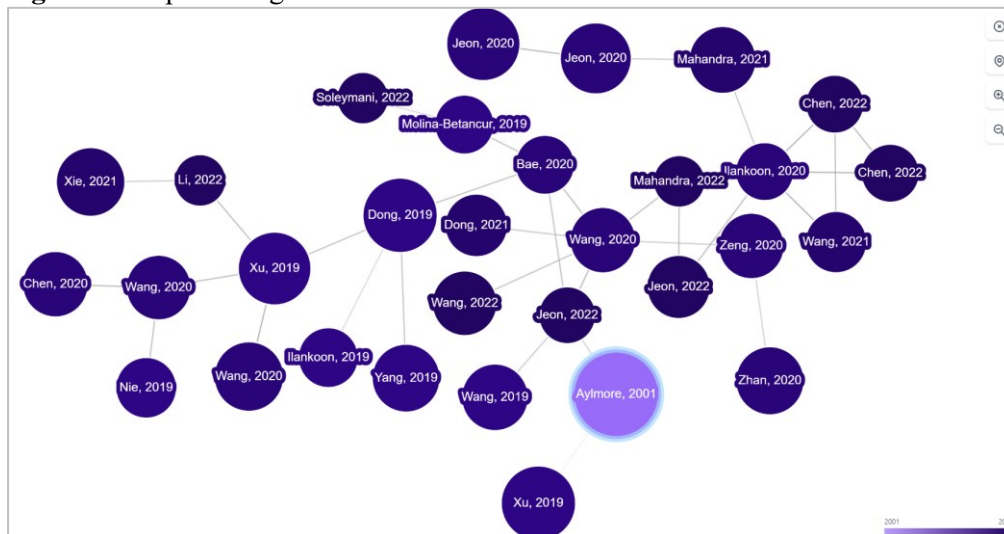 Jeon, 2020
Jeon, 2020
Mahandra, 2021
Soleymani, 2022
Chen, 2022
Molina-Betancur, 2019
Bae, 2020
Ilankoon, 2020
Chen, 2022
Xie, 2021
Li, 2022
Mahandra, 2022
Dong, 2019
Dong, 2021
Wang, 2020
Zeng, 2020
Wang, 2021
Xu, 2019
Chen, 2020
Wang, 2020
Jeon, 2022
Wang, 2022
Jeon, 2022
Ilankoon, 2019
Wang, 2020
Yang, 2019
Nie, 2019
Wang, 2019
Aylmore, 2001
Zhan, 2020
Xu, 2019
2001